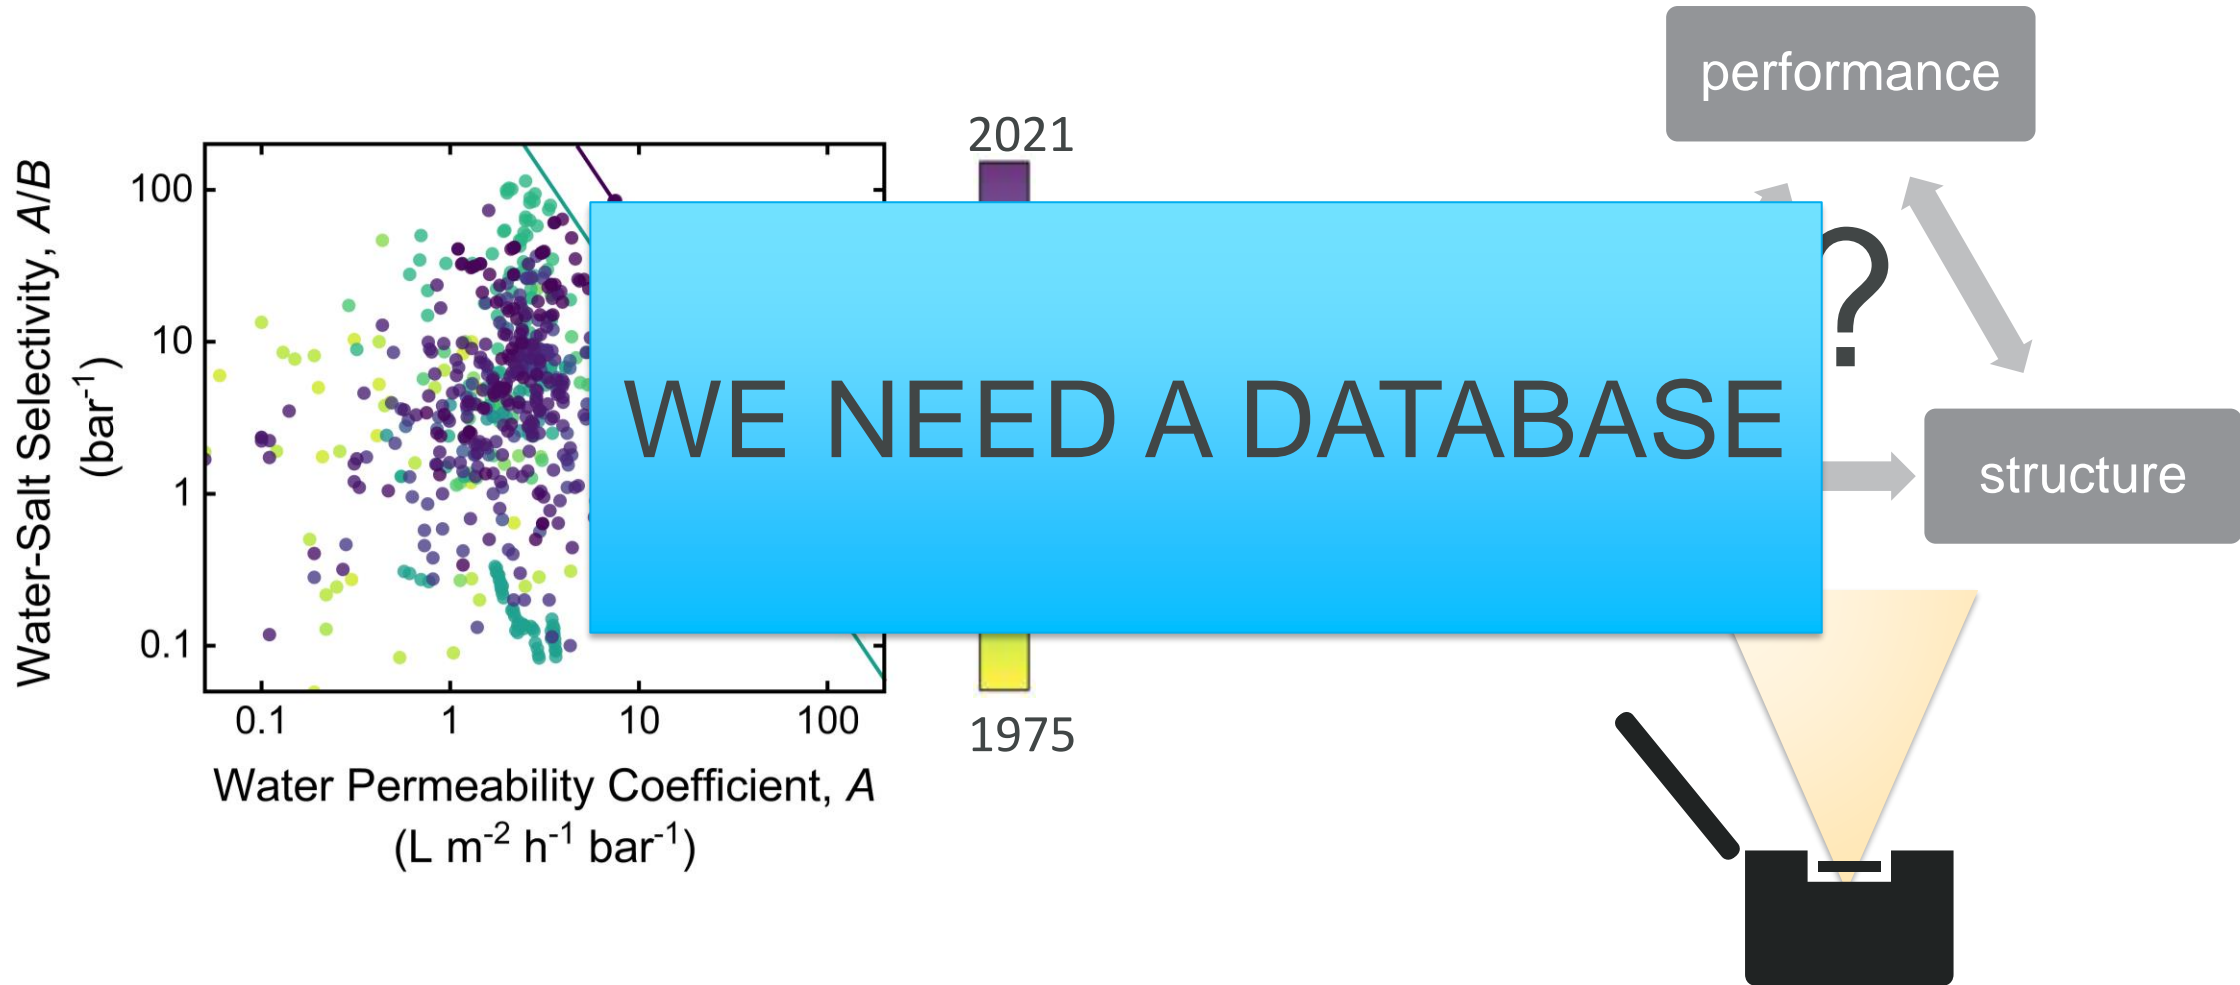 performance
2021
Water-Salt Selectivity, A/B
(bar⁻¹)
100
10
1
0.1
0.1
1
10
100
Water Permeability Coefficient, A
(L m⁻² h⁻¹ bar⁻¹)
1975
WE NEED A DATABASE
?
structure